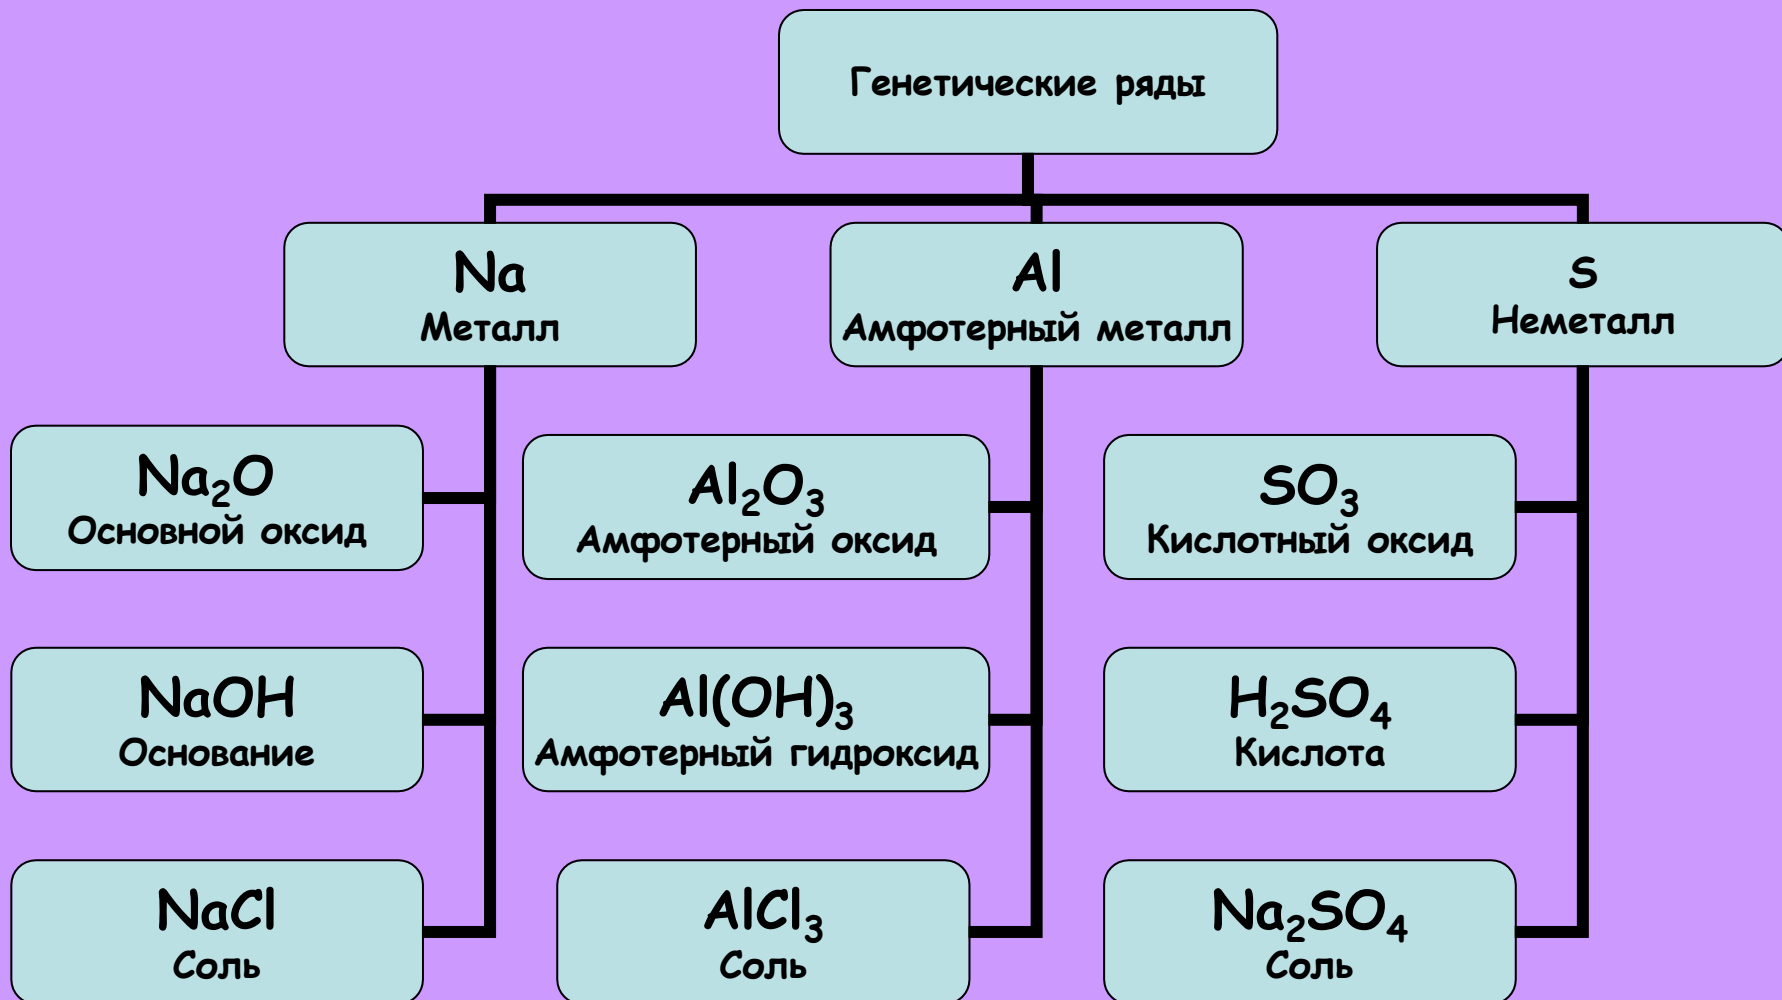 Генетические ряды
Na
Металл
Al
Амфотерный металл
S
Неметалл
Na₂O
Основной оксид
Al₂O₃
Амфотерный оксид
SO₃
Кислотный оксид
NaOH
Основание
Al(OH)₃
Амфотерный гидроксид
H₂SO₄
Кислота
NaCl
Соль
AlCl₃
Соль
Na₂SO₄
Соль